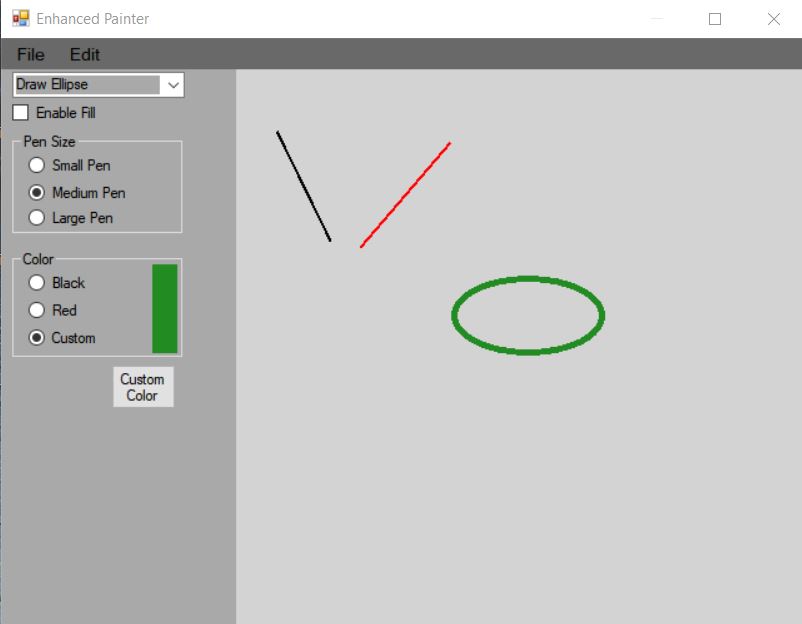 Enhanced Painter
File Edit
Draw Ellipse
Enable Fill
Pen Size
Small Pen
Medium Pen
Large Pen
Color
Black
Red
Custom
Custom
Color